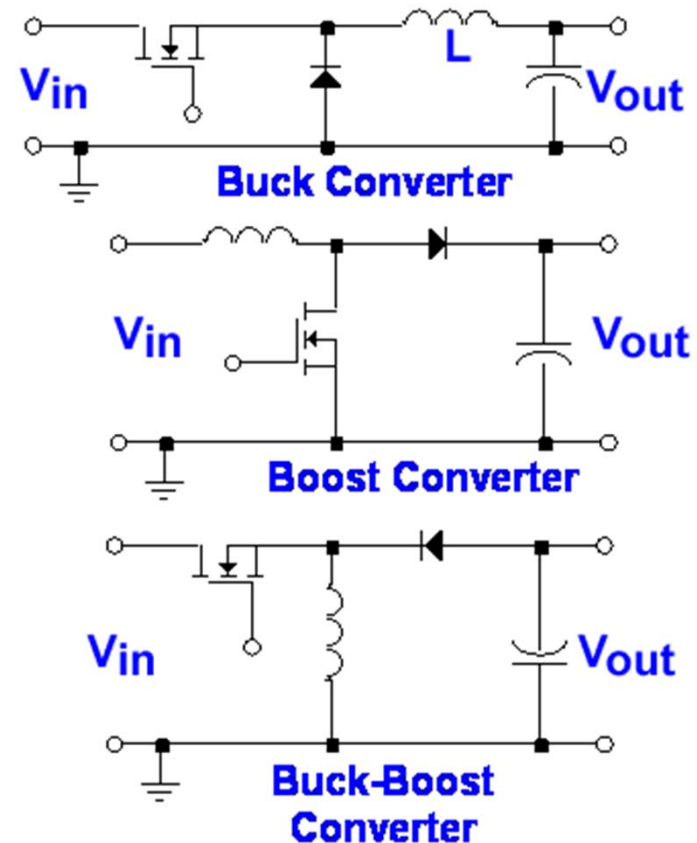 Vin
L
Vout
Buck Converter
Vin
Vout
Boost Converter
Vin
Vout
Buck-Boost
Converter